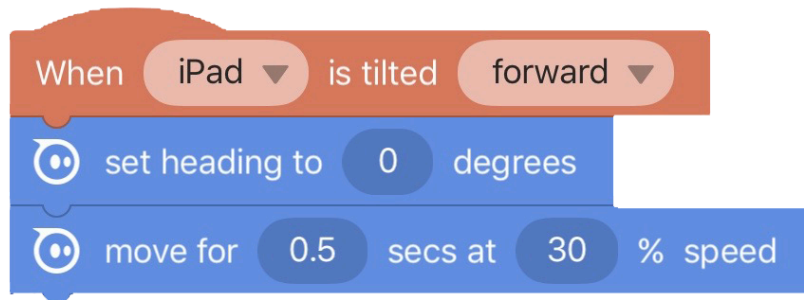 When iPad is tilted forward
set heading to 0 degrees
move for 0.5 secs at 30 % speed